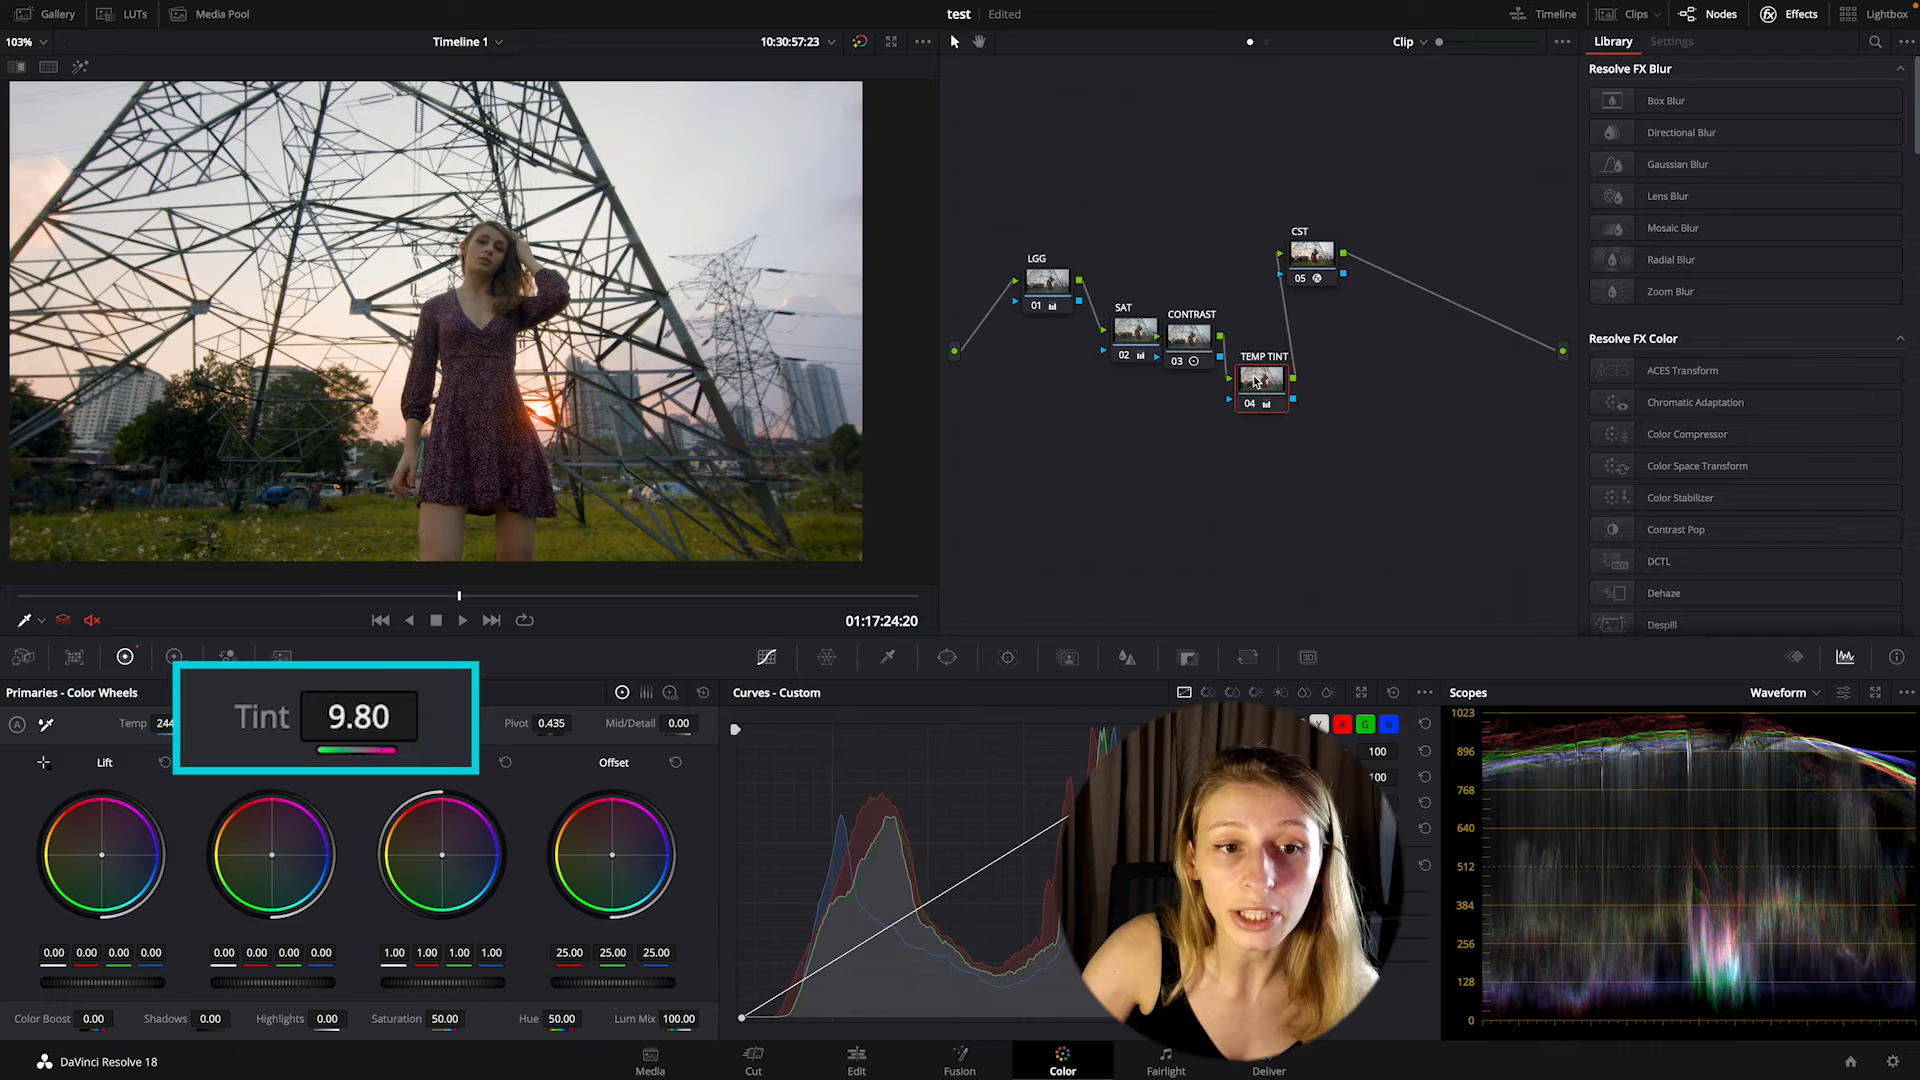 Gallery LUTs Media Pool test Edited Timeline Clips Nodes Effects Lightbox
103% Timeline 1 10:30:57:23 Clip Library Settings
Resolve FX Blur
Box Blur
Directional Blur
Gaussian Blur
Lens Blur
Mosaic Blur
Radial Blur
Zoom Blur
Resolve FX Color
ACES Transform
Chromatic Adaptation
Color Compressor
Color Space Transform
Color Stabilizer
Contrast Pop
DCTL
Dehaze
Despill
LGG
01
SAT
02
CONTRAST
03
TEMP TINT
04
CST
05
01:17:24:20
Primaries - Color Wheels
Temp 244
Tint 9.80
Pivot 0.435 Mid/Detail 0.00
Lift Offset
0.00 0.00 0.00 0.00 0.00 0.00 0.00 0.00 1.00 1.00 1.00 1.00 25.00 25.00 25.00
Color Boost 0.00 Shadows 0.00 Highlights 0.00 Saturation 50.00 Hue 50.00 Lum Mix 100.00
Curves - Custom
Y R G B
100
100
Scopes Waveform
1023
896
768
640
512
384
256
128
0
DaVinci Resolve 18 Media Cut Edit Fusion Color Fairlight Deliver